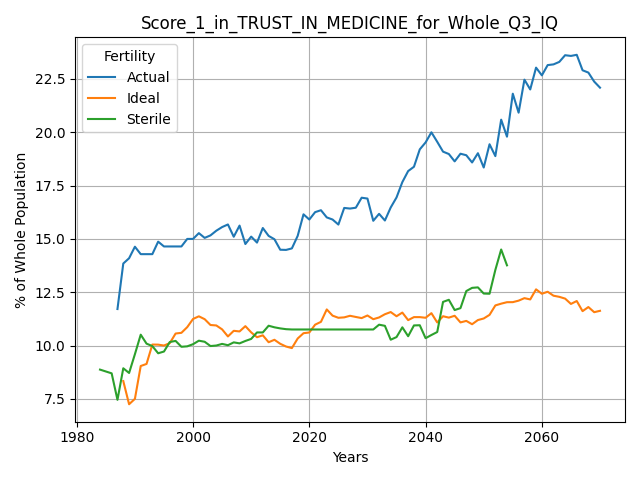 Score_1_in_TRUST_IN_MEDICINE_for_Whole_Q3_IQ
Fertility
Actual
Ideal
Sterile
% of Whole Population
22.5
20.0
17.5
15.0
12.5
10.0
7.5
1980 2000 2020 2040 2060
Years